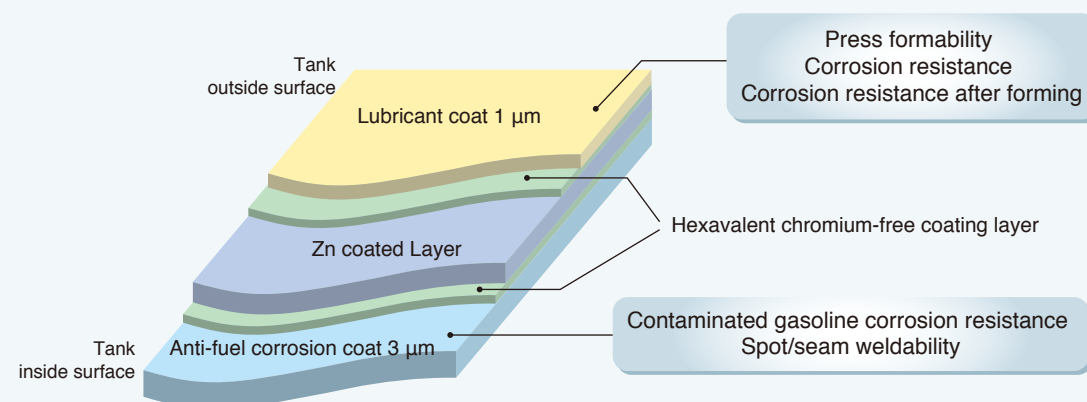 Press formability
Corrosion resistance
Corrosion resistance after forming
Tank
outside surface
Lubricant coat 1 μm
Hexavalent chromium-free coating layer
Zn coated Layer
Contaminated gasoline corrosion resistance
Spot/seam weldability
Tank
inside surface
Anti-fuel corrosion coat 3 μm